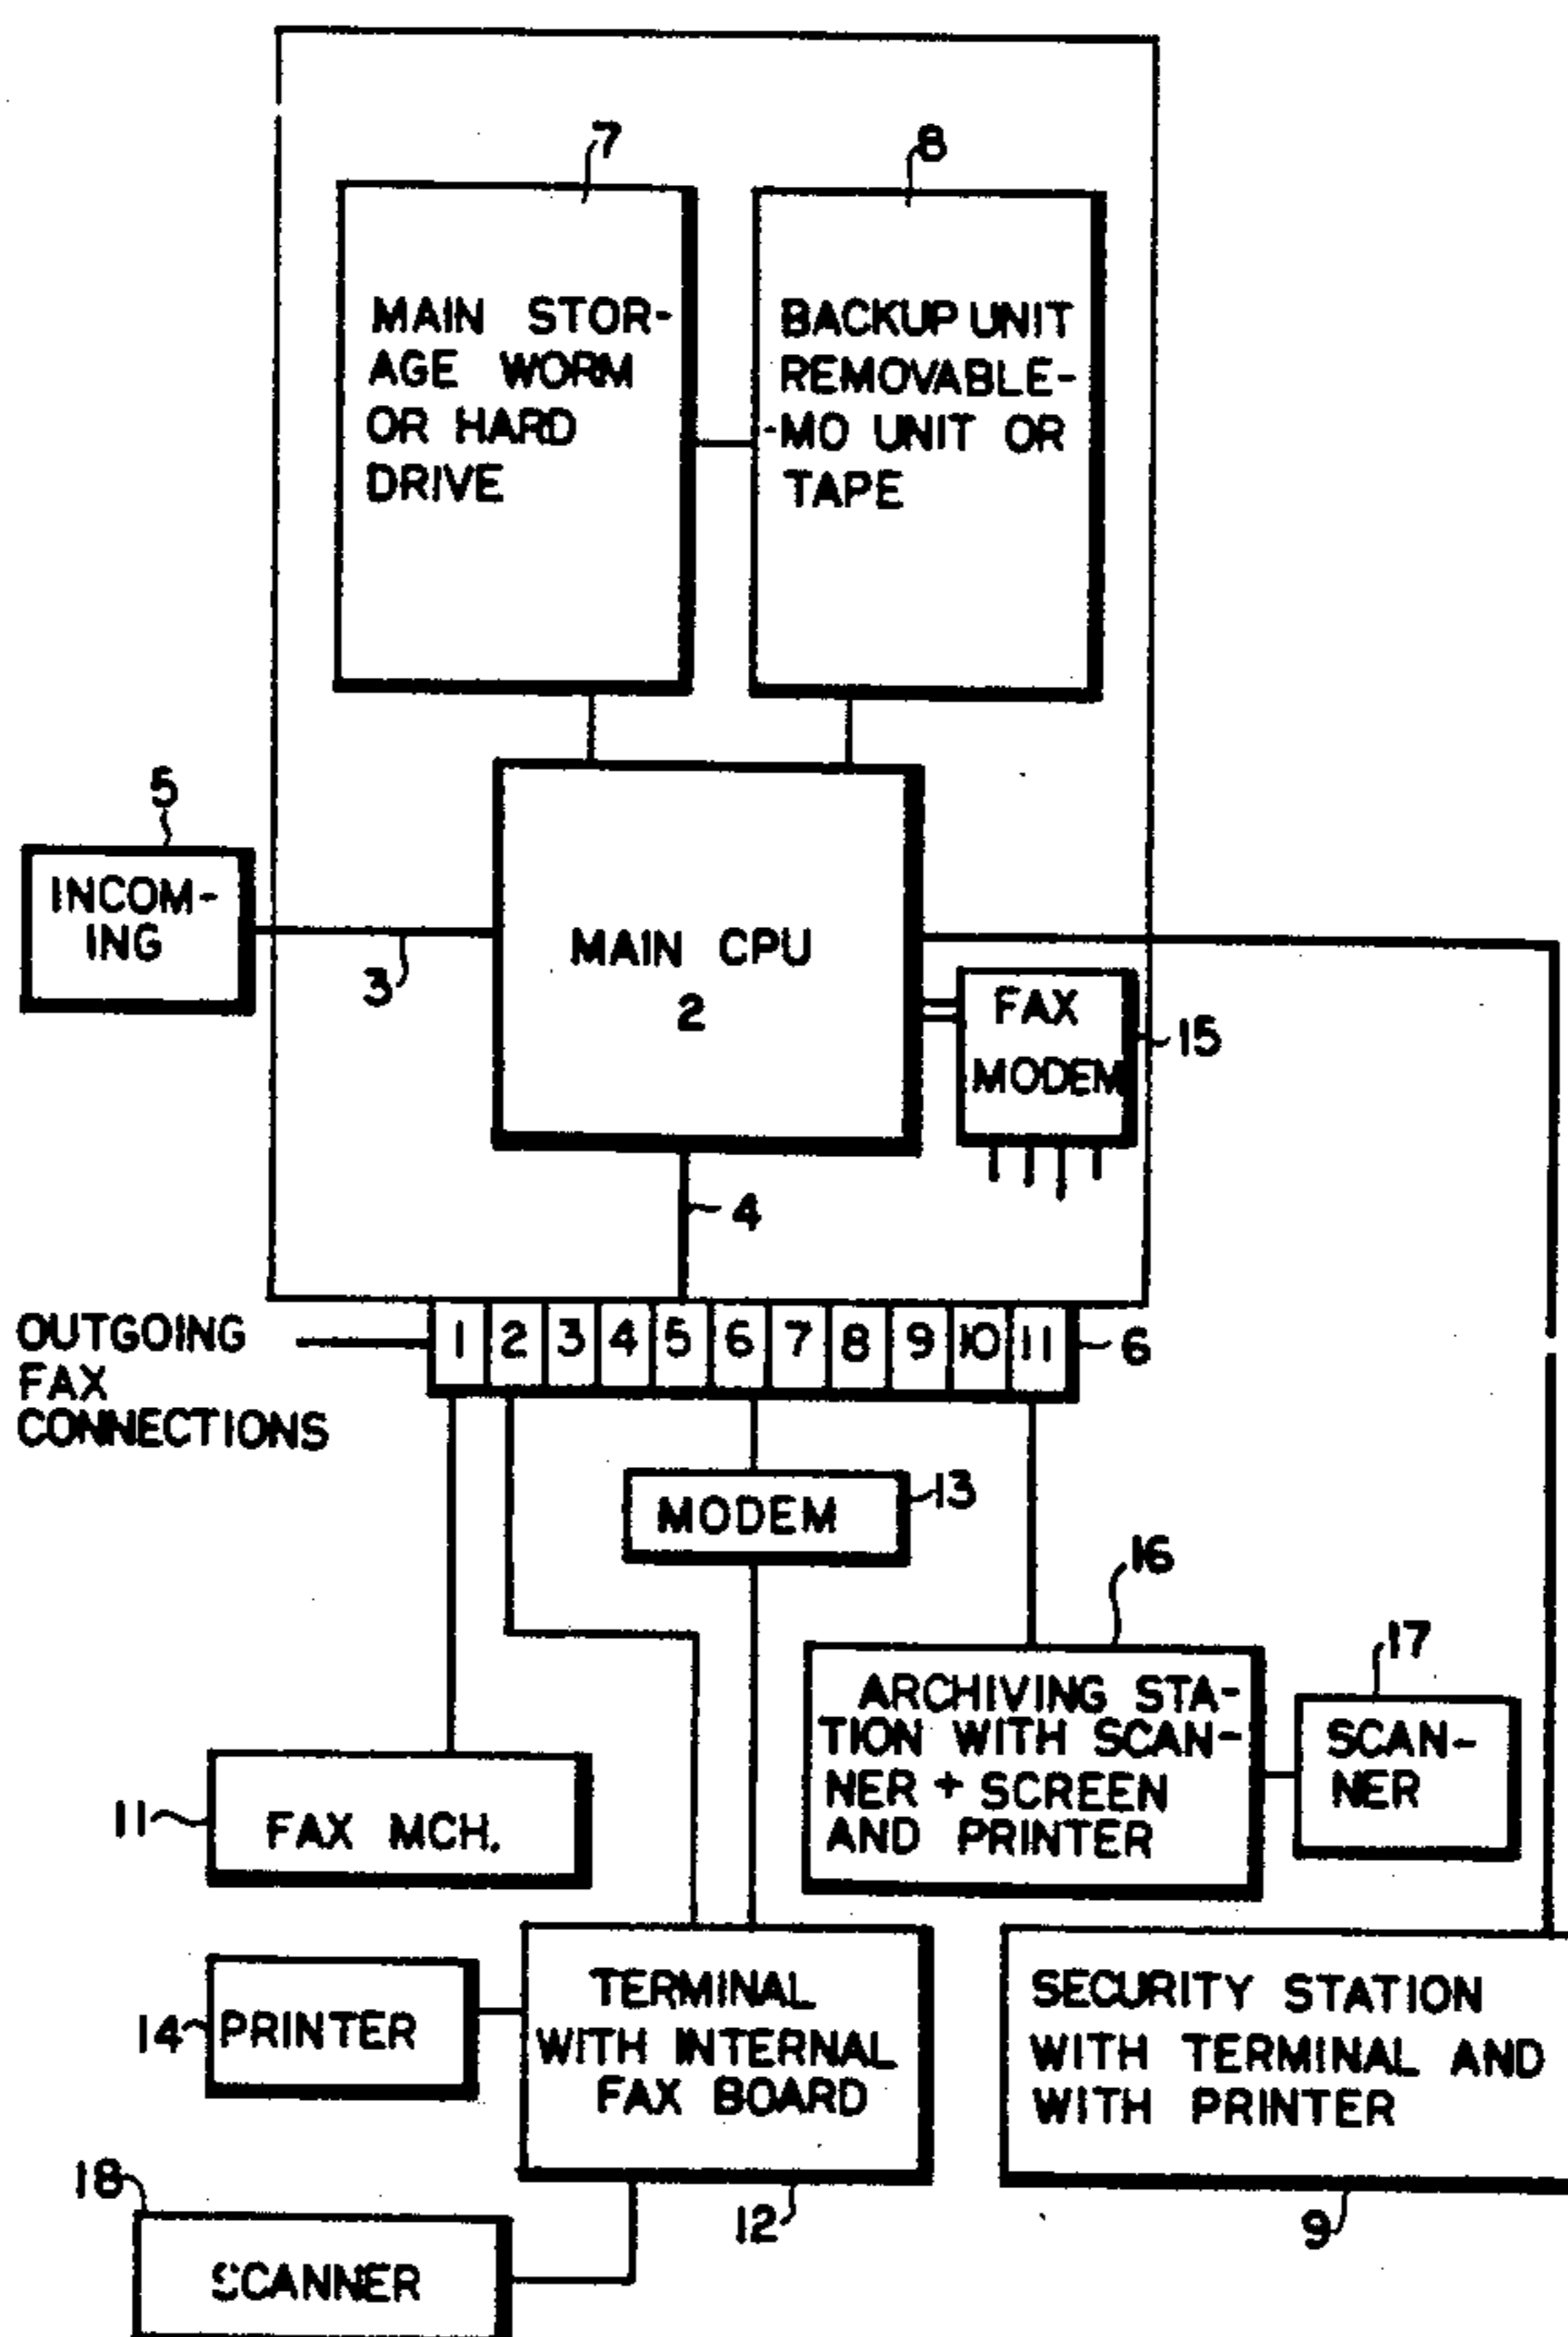 7
8
MAIN STOR-
AGE WORM
OR HARD
DRIVE
BACKUP UNIT
REMOVABLE-
-MO UNIT OR
TAPE
5
INCOM-
ING
3
MAIN CPU
2
FAX
MODEM
15
4
OUTGOING
FAX
CONNECTIONS
1 2 3 4 5 6 7 8 9 10 11
6
MODEM
13
16
17
ARCHIVING STA-
TION WITH SCAN-
NER + SCREEN
AND PRINTER
SCAN-
NER
11
FAX MCH.
14
PRINTER
TERMINAL
WITH INTERNAL
FAX BOARD
SECURITY STATION
WITH TERMINAL AND
WITH PRINTER
18
12
9
SCANNER